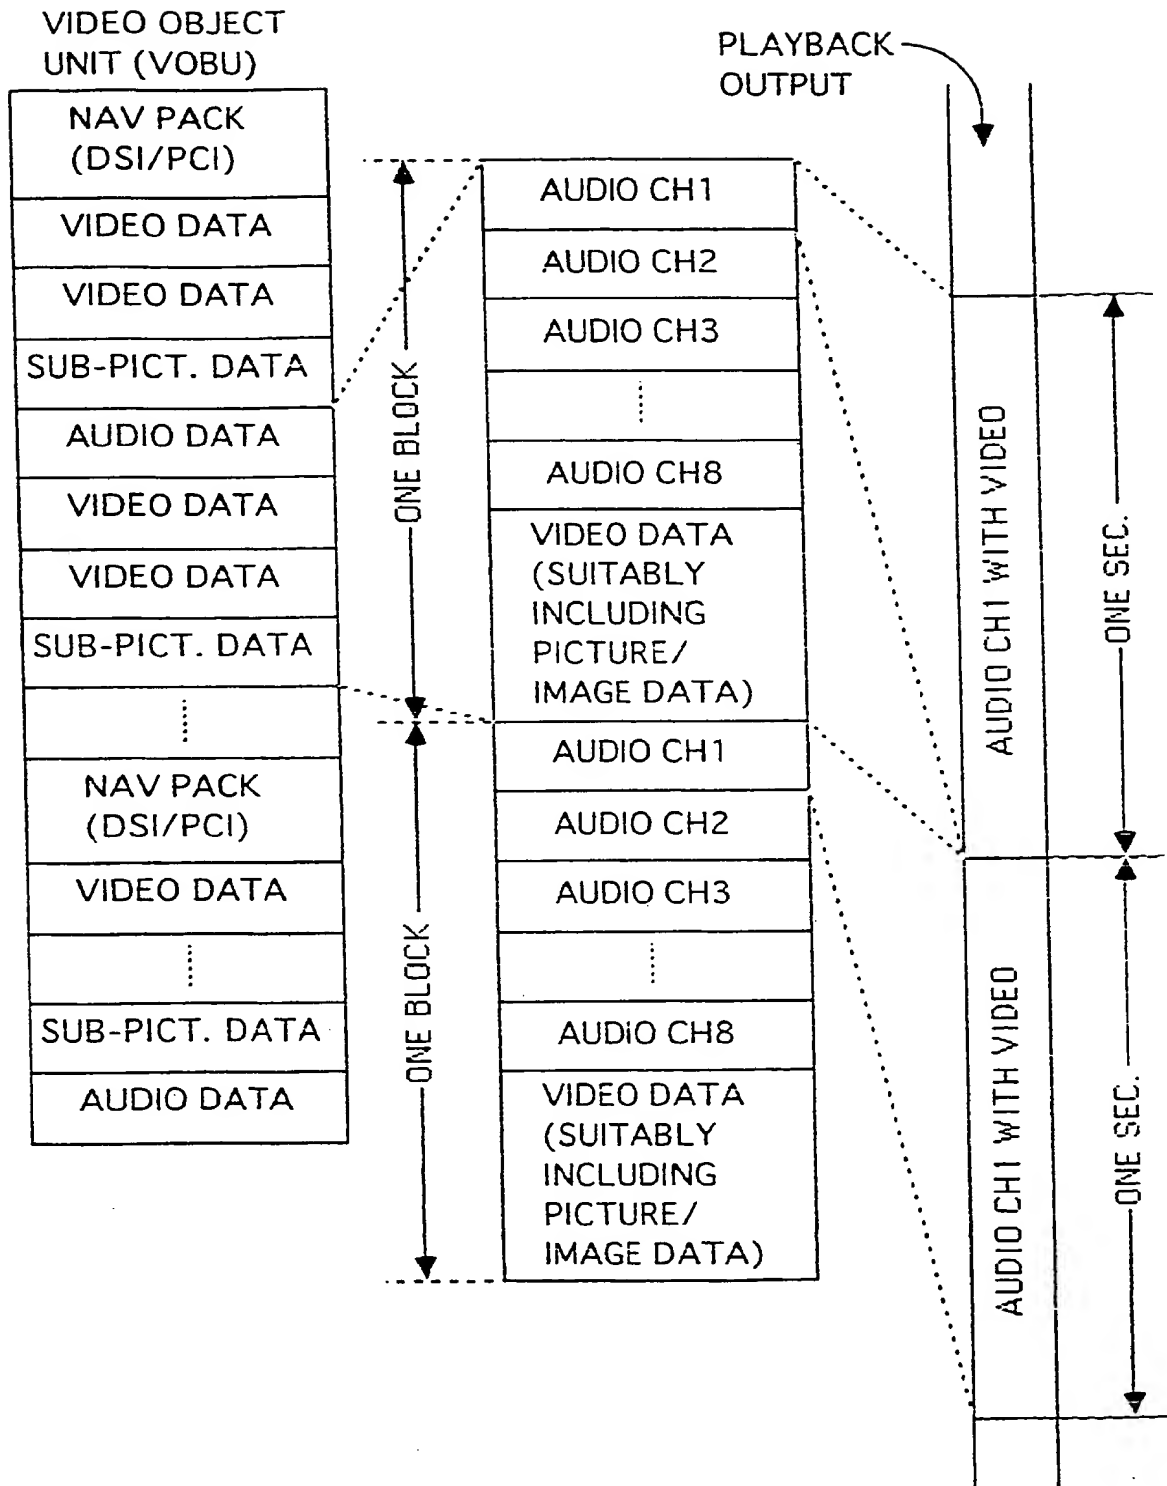 VIDEO OBJECT
UNIT (VOBU)
NAV PACK
(DSI/PCI)
VIDEO DATA
VIDEO DATA
SUB-PICT. DATA
AUDIO DATA
VIDEO DATA
VIDEO DATA
SUB-PICT. DATA
NAV PACK
(DSI/PCI)
VIDEO DATA
SUB-PICT. DATA
AUDIO DATA
ONE BLOCK
ONE BLOCK
AUDIO CH1
AUDIO CH2
AUDIO CH3
AUDIO CH8
VIDEO DATA
(SUITABLY
INCLUDING
PICTURE/
IMAGE DATA)
AUDIO CH1
AUDIO CH2
AUDIO CH3
AUDIO CH8
VIDEO DATA
(SUITABLY
INCLUDING
PICTURE/
IMAGE DATA)
PLAYBACK
OUTPUT
AUDIO CH1 WITH VIDEO
AUDIO CH1 WITH VIDEO
ONE SEC.
ONE SEC.